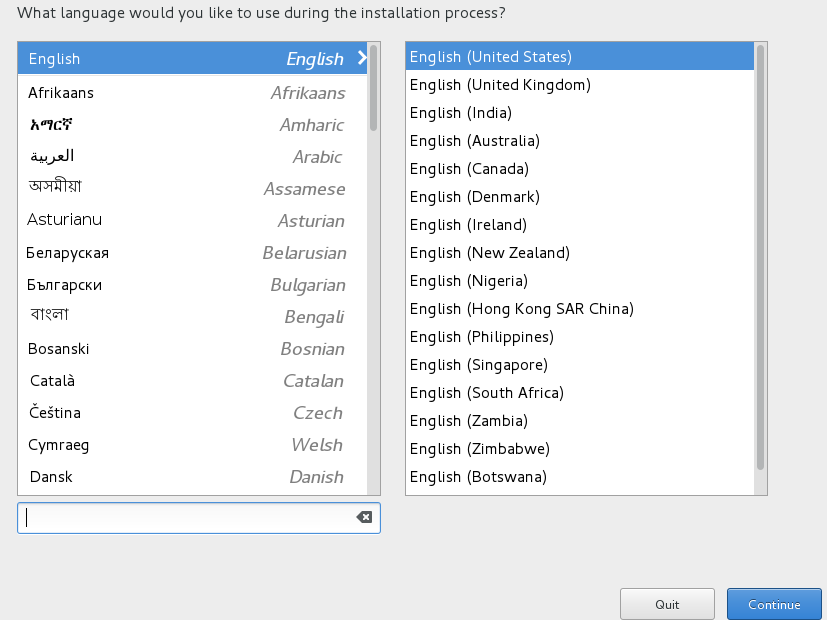 What language would you like to use during the installation process?
English English
Afrikaans Afrikaans
አማርኛ Amharic
العربية Arabic
অসমীয়া Assamese
Asturianu Asturian
Беларуская Belarusian
Български Bulgarian
বাংলা Bengali
Bosanski Bosnian
Català Catalan
Čeština Czech
Cymraeg Welsh
Dansk Danish
English (United States)
English (United Kingdom)
English (India)
English (Australia)
English (Canada)
English (Denmark)
English (Ireland)
English (New Zealand)
English (Nigeria)
English (Hong Kong SAR China)
English (Philippines)
English (Singapore)
English (South Africa)
English (Zambia)
English (Zimbabwe)
English (Botswana)
Quit
Continue